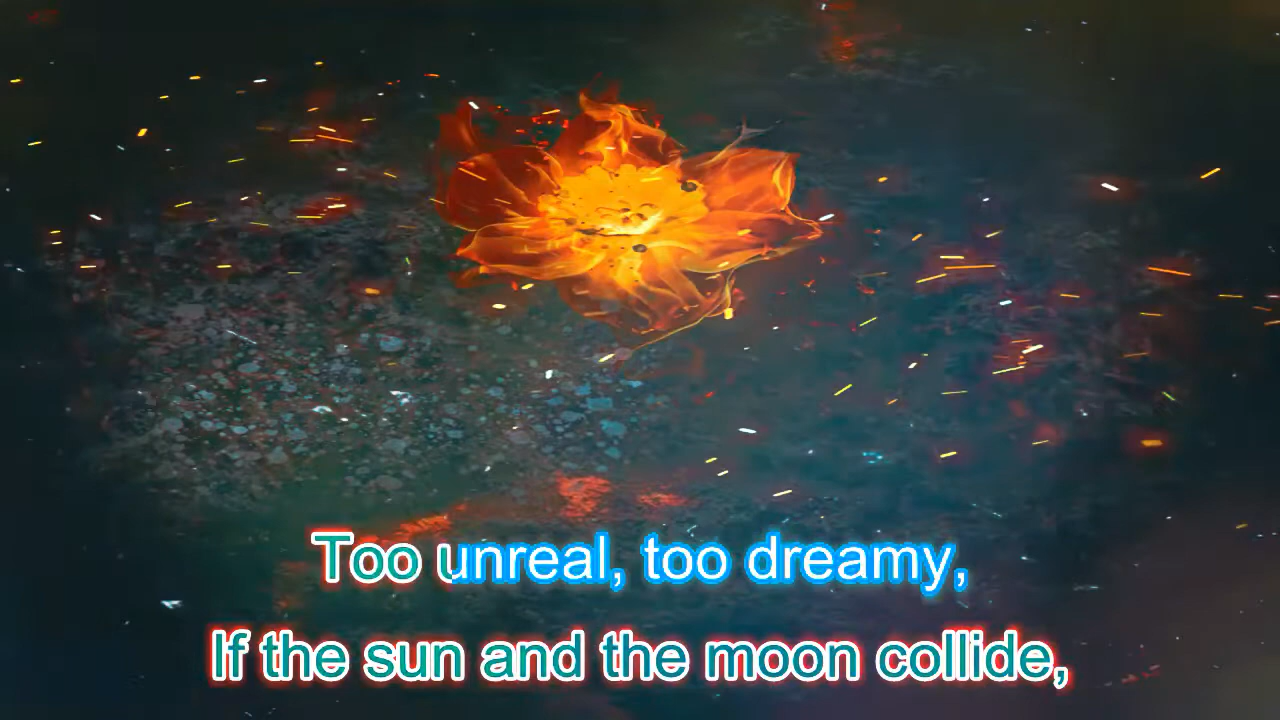 Too unreal, too dreamy,
If the sun and the moon collide,